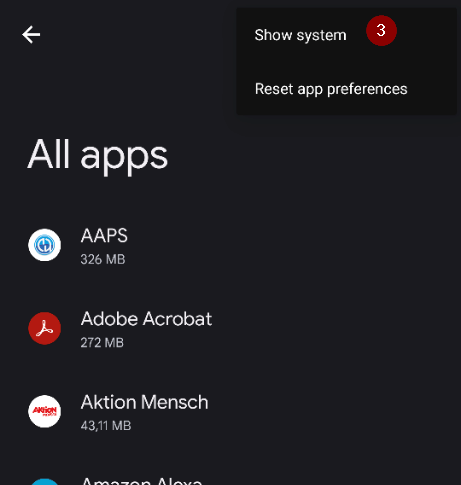 Show system
3
Reset app preferences
All apps
AAPS
326 MB
Adobe Acrobat
272 MB
AKTION
Aktion Mensch
43,11 MB
Amazon Alexa